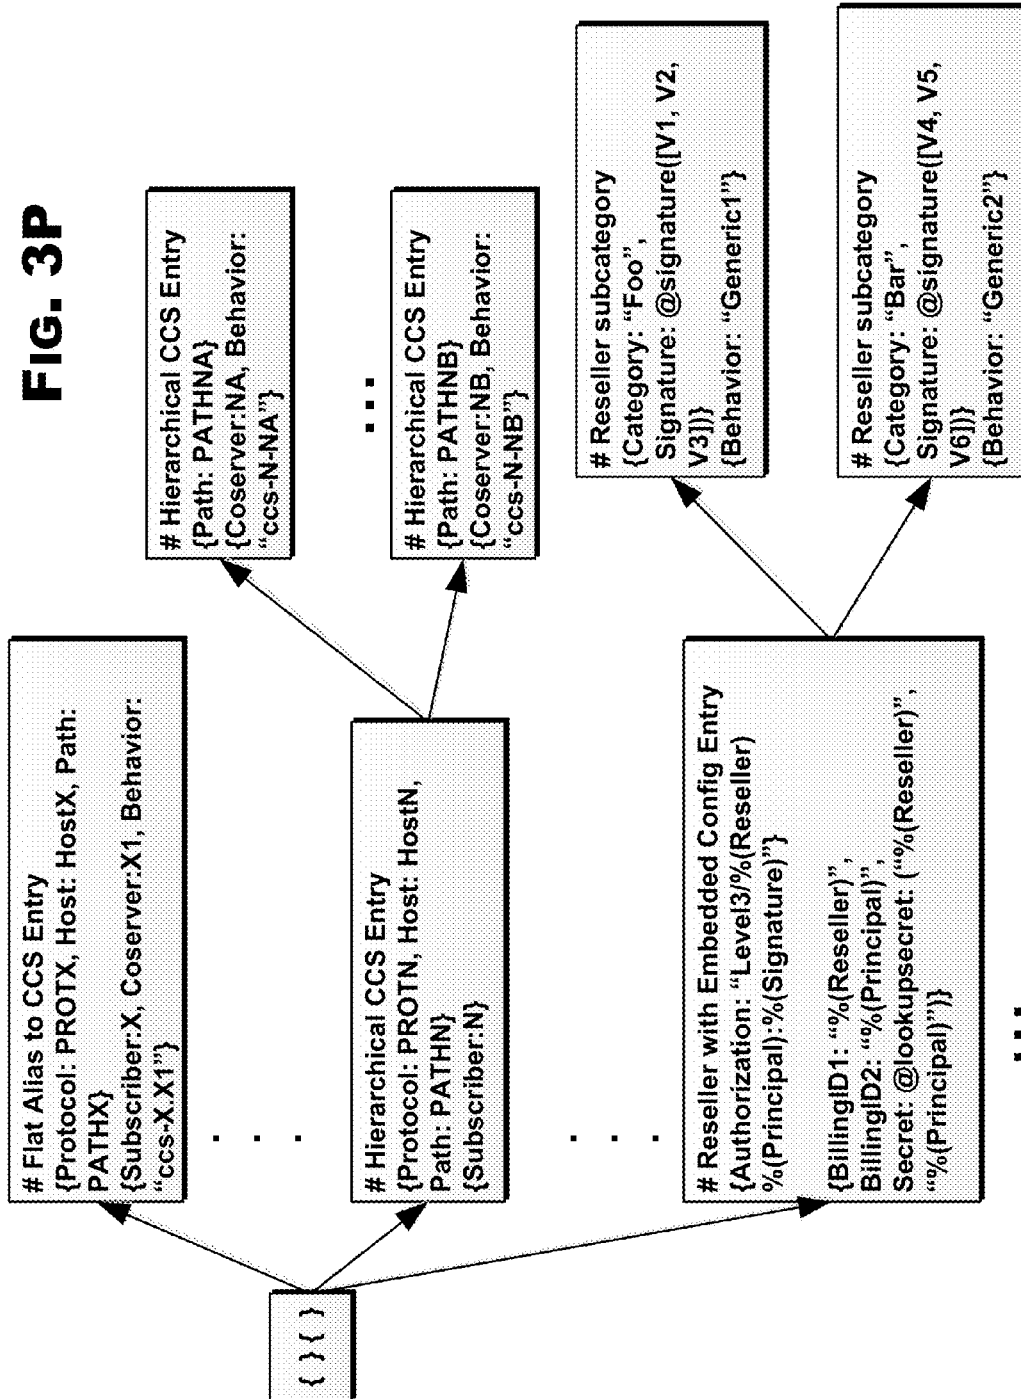 FIG. 3P
{ } { }
# Flat Alias to CCS Entry
{Protocol: PROTX, Host: HostX, Path:
PATHX}
{Subscriber:X, Coserver:X1, Behavior:
“ccs-X.X1”}
. . .
# Hierarchical CCS Entry
{Protocol: PROTN, Host: HostN,
Path: PATHN}
{Subscriber:N}
. . .
# Reseller with Embedded Config Entry
{Authorization: “Level3/%(Reseller)
%(Principal):%(Signature)”}
{BillingID1: “%(Reseller)”,
BillingID2: “%(Principal)”,
Secret: @lookupsecret: (“%(Reseller)”,
“%(Principal)”)}
...
# Hierarchical CCS Entry
{Path: PATHNA}
{Coserver:NA, Behavior:
“ccs-N-NA”}
...
# Hierarchical CCS Entry
{Path: PATHNB}
{Coserver:NB, Behavior:
“ccs-N-NB”}
# Reseller subcategory
{Category: “Foo”,
Signature: @signature([V1, V2,
V3])}
{Behavior: “Generic1”}
# Reseller subcategory
{Category: “Bar”,
Signature: @signature([V4, V5,
V6])}
{Behavior: “Generic2”}